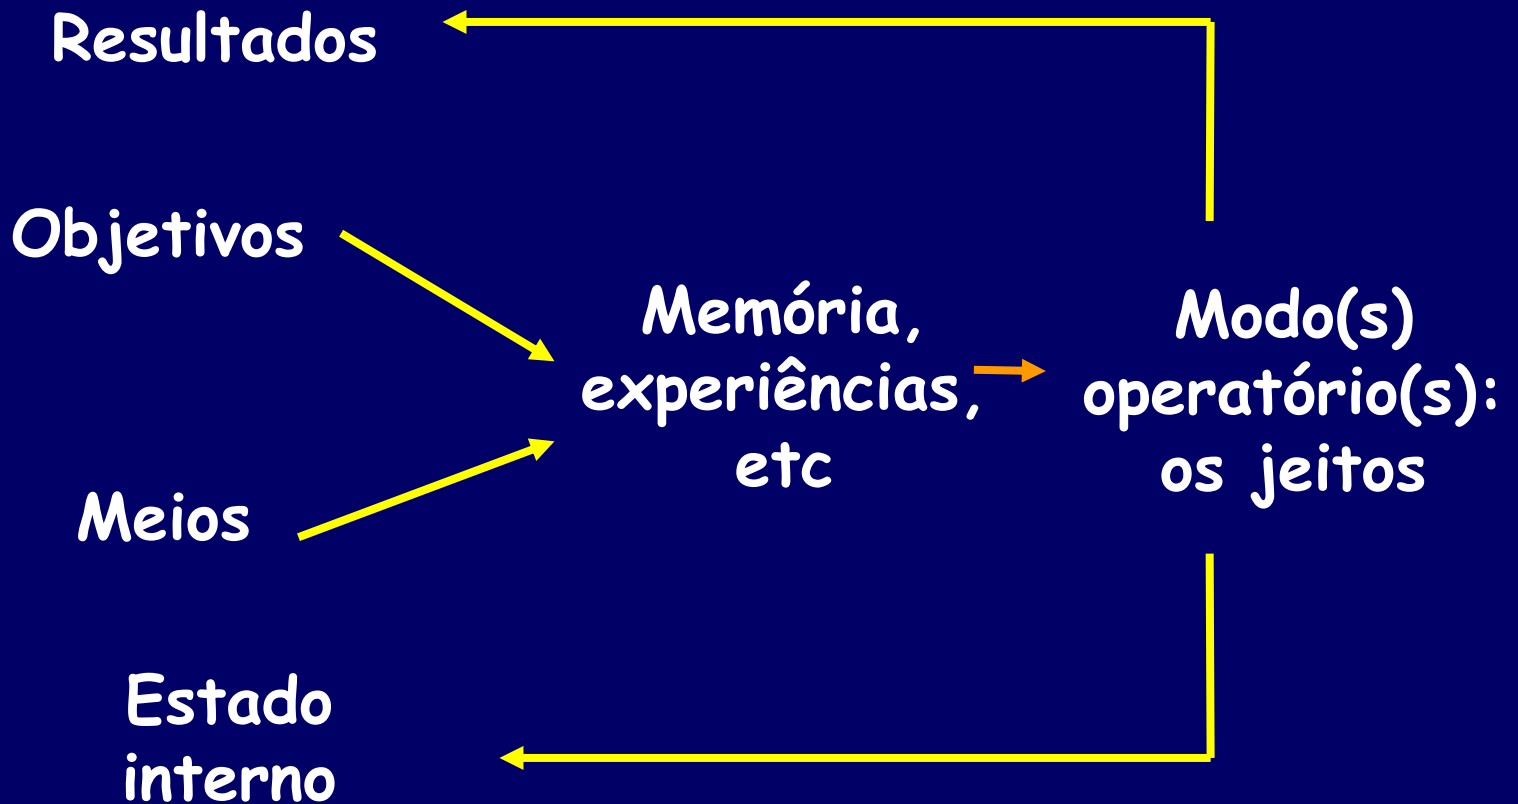 Resultados
Objetivos
Memória,
experiências,
etc
Modo(s)
operatório(s):
os jeitos
Meios
Estado
interno